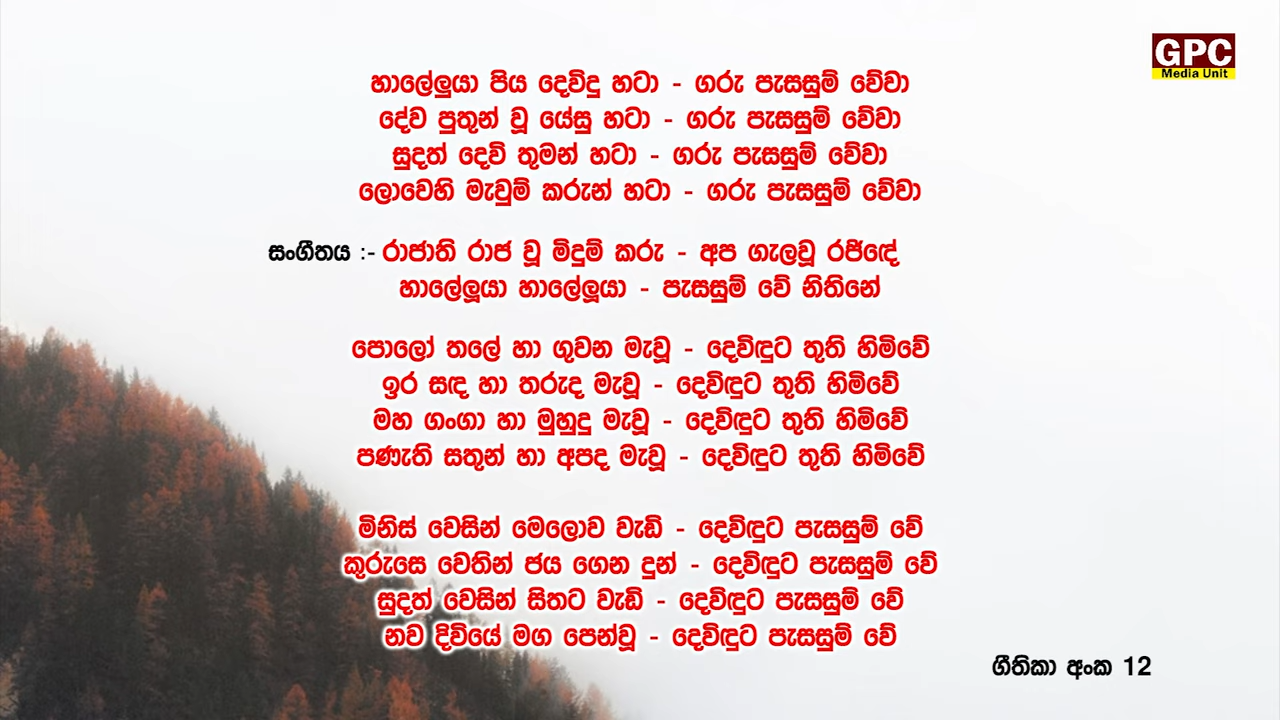 GPC
Media Unit
හාලේලුයා පිය දෙවිදු හටා - ගරු පැසසුම් වේවා
දේව පුතුන් වූ යේසු හටා - ගරු පැසසුම් වේවා
සුදත් දෙවි තුමන් හටා - ගරු පැසසුම් වේවා
ලොවෙහි මැවුම් කරුන් හටා - ගරු පැසසුම් වේවා
සංගීතය :- රාජාති රාජ වූ මිදුම් කරු - අප ගැලවූ රජිඳේ
හාලේලූයා හාලේලූයා - පැසසුම් වේ නිතිනේ
පොලෝ තලේ හා ගුවන මැවූ - දෙවිඳුට තුති හිමිවේ
ඉර සඳ හා තරුද මැවූ - දෙවිඳුට තුති හිමිවේ
මහ ගංගා හා මුහුදු මැවූ - දෙවිඳුට තුති හිමිවේ
පණැති සතුන් හා අපද මැවූ - දෙවිඳුට තුති හිමිවේ
මිනිස් වෙසින් මෙලොව වැඩි - දෙවිඳුට පැසසුම් වේ
කුරුසෙ වෙතින් ජය ගෙන දුන් - දෙවිඳුට පැසසුම් වේ
සුදත් වෙසින් සිතට වැඩි - දෙවිඳුට පැසසුම් වේ
නව දිවියේ මග පෙන්වූ - දෙවිඳුට පැසසුම් වේ
ගීතිකා අංක 12